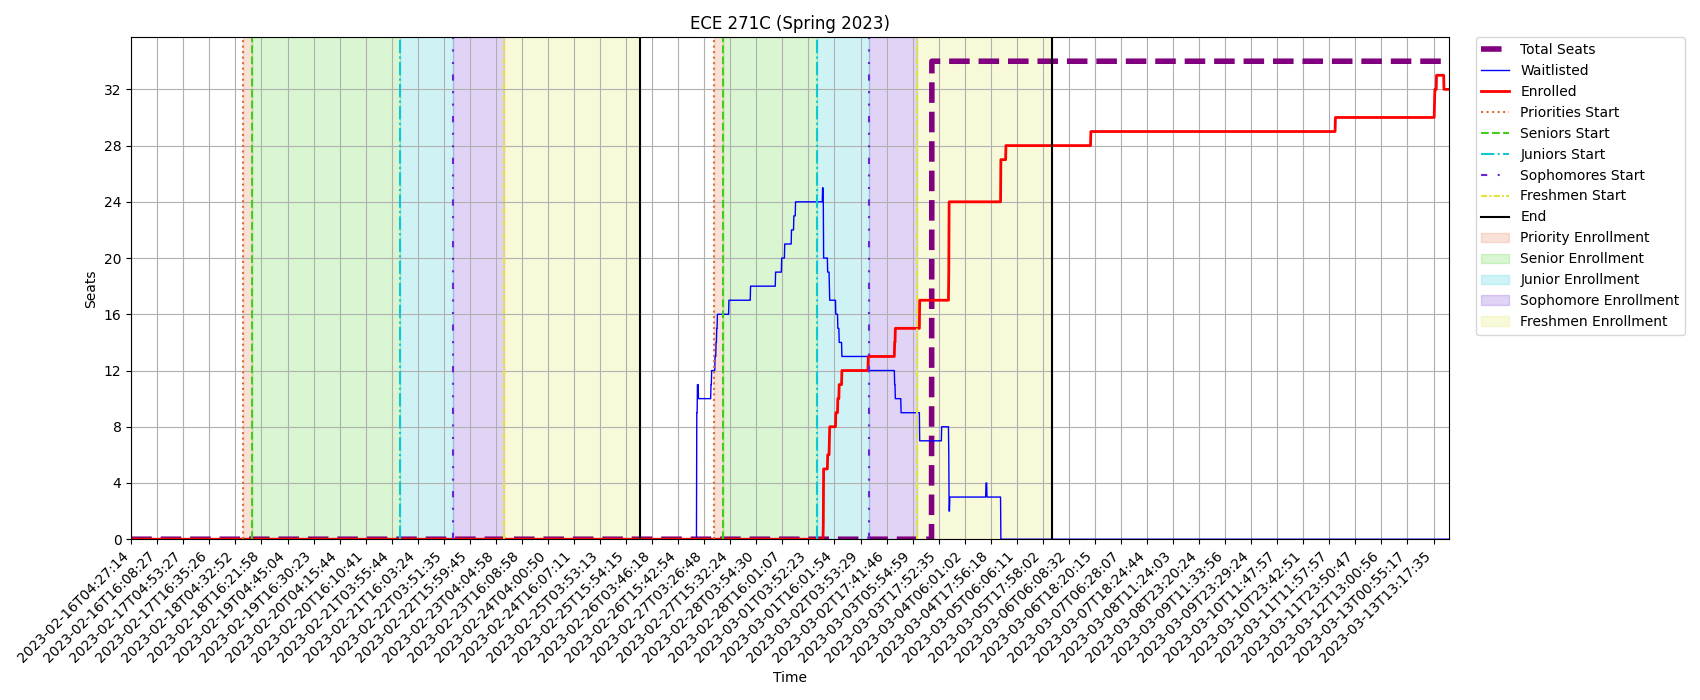 ECE 271C (Spring 2023)
Total Seats
Waitlisted
Enrolled
Priorities Start
Seniors Start
Juniors Start
Sophomores Start
Freshmen Start
End
Priority Enrollment
Senior Enrollment
Junior Enrollment
Sophomore Enrollment
Freshmen Enrollment
Seats
32
28
24
20
16
12
8
4
0
2023-02-16T04:27:14
2023-02-16T16:08:27
2023-02-17T04:53:27
2023-02-17T16:35:26
2023-02-18T04:32:52
2023-02-18T16:21:58
2023-02-19T04:45:04
2023-02-19T16:30:23
2023-02-20T04:15:44
2023-02-20T16:10:41
2023-02-21T03:55:44
2023-02-21T16:03:24
2023-02-22T03:51:35
2023-02-22T15:59:45
2023-02-23T04:04:58
2023-02-23T16:08:58
2023-02-24T04:00:50
2023-02-24T16:07:11
2023-02-25T03:53:13
2023-02-25T15:54:15
2023-02-26T03:46:18
2023-02-26T15:42:54
2023-02-27T03:26:48
2023-02-27T15:32:24
2023-02-28T03:54:30
2023-02-28T16:01:07
2023-03-01T03:52:23
2023-03-01T16:01:54
2023-03-02T03:53:29
2023-03-02T17:41:46
2023-03-03T05:54:59
2023-03-03T17:52:35
2023-03-04T06:01:02
2023-03-04T17:56:18
2023-03-05T06:06:11
2023-03-05T17:58:02
2023-03-06T06:08:32
2023-03-06T18:20:15
2023-03-07T06:28:07
2023-03-07T18:24:44
2023-03-08T11:24:03
2023-03-08T23:20:24
2023-03-09T11:33:56
2023-03-09T23:29:24
2023-03-10T11:47:57
2023-03-10T23:42:51
2023-03-11T11:57:57
2023-03-11T23:50:47
2023-03-12T13:00:56
2023-03-13T00:55:17
2023-03-13T13:17:35
Time